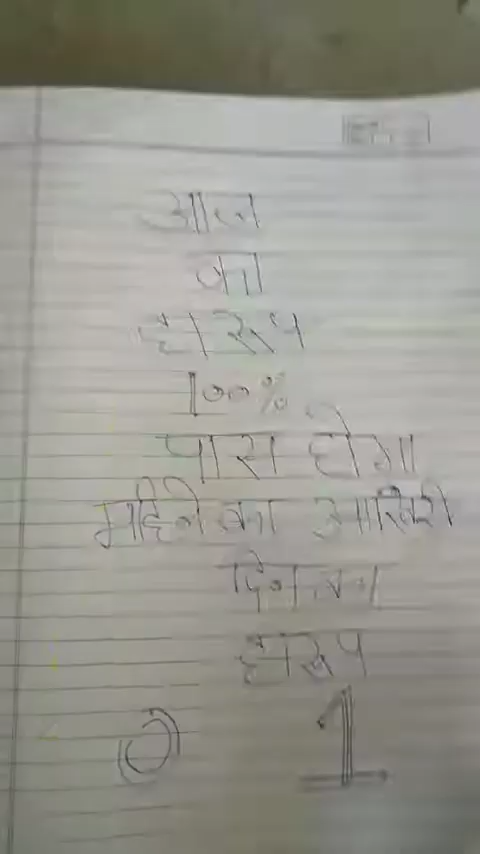 आज
का
हारुप
100%
पास होगा
महिने का आखिरी
दिन का
हारुप
0 1